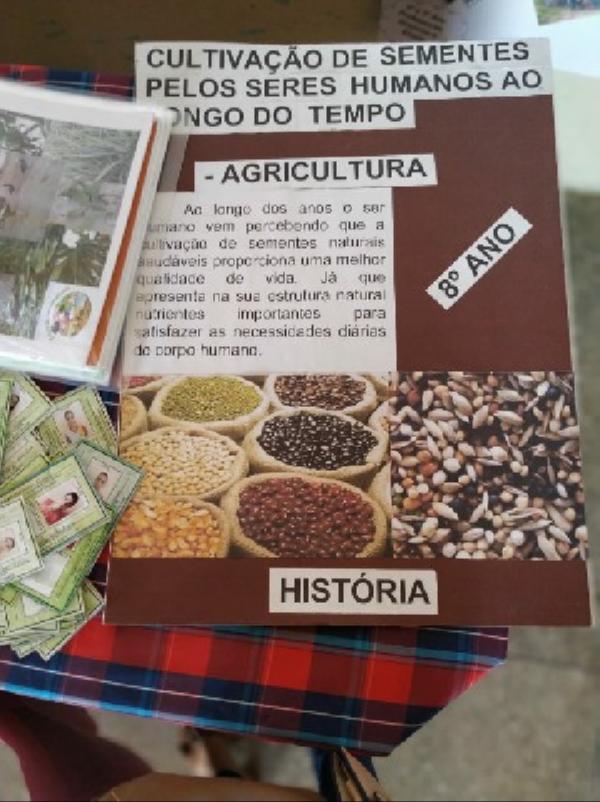 CULTIVAÇÃO DE SEMENTES
PELOS SERES HUMANOS AO
ONGO DO TEMPO
- AGRICULTURA
Ao longo dos anos o ser
umano vem percebendo que a
cultivação de sementes naturais
saudáveis proporciona uma melhor
qualidade de vida. Já que
apresenta na sua estrutura natural
nutrientes importantes para
satisfazer as necessidades diárias
do corpo humano.
8º ANO
HISTÓRIA